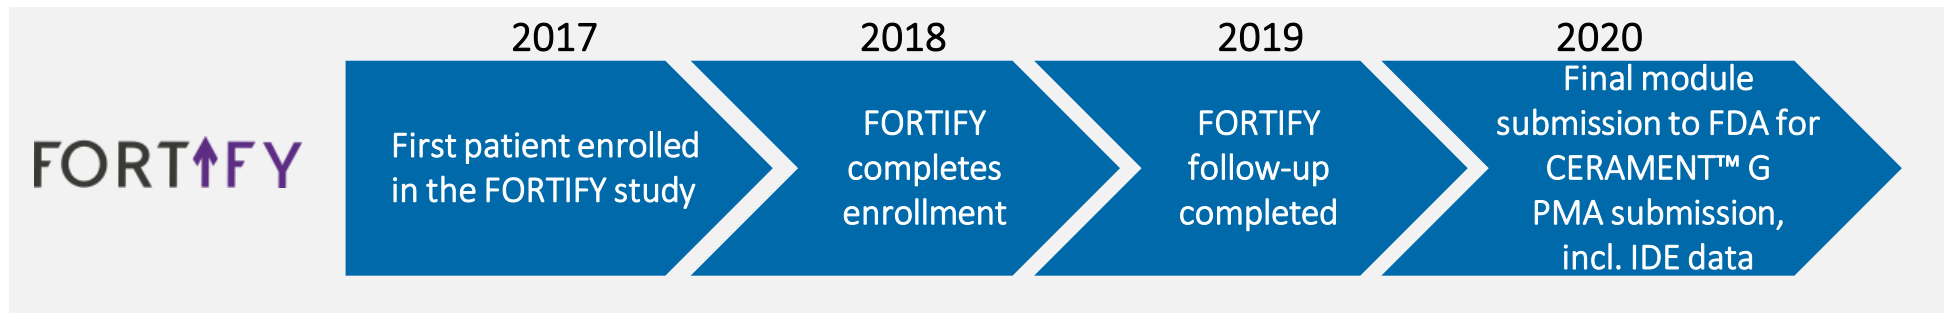 2017
2018
2019
2020
FORTIFY
First patient enrolled
in the FORTIFY study
FORTIFY
completes
enrollment
FORTIFY
follow-up
completed
Final module
submission to FDA for
CERAMENT™ G
PMA submission,
incl. IDE data